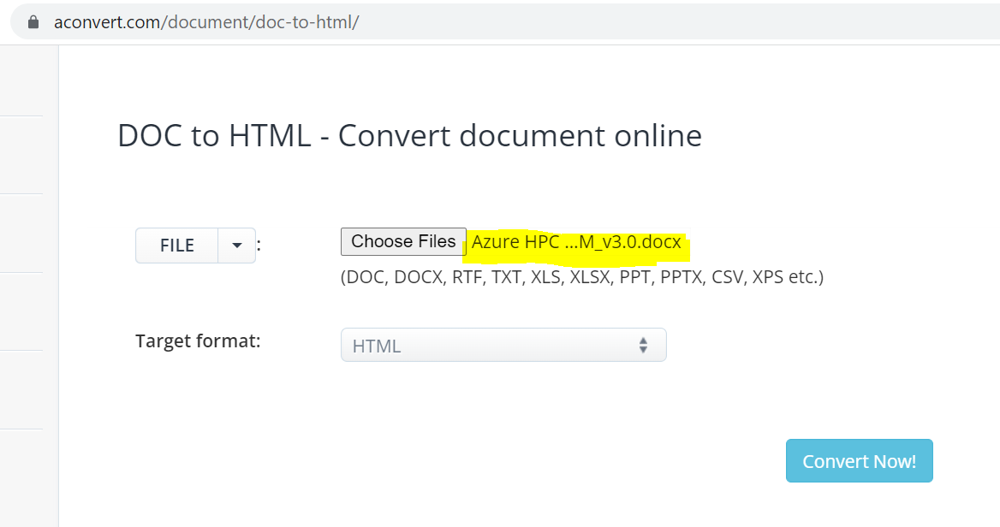 aconvert.com/document/doc-to-html/
DOC to HTML - Convert document online
FILE : Choose Files Azure HPC ...M_v3.0.docx
(DOC, DOCX, RTF, TXT, XLS, XLSX, PPT, PPTX, CSV, XPS etc.)
Target format: HTML
Convert Now!